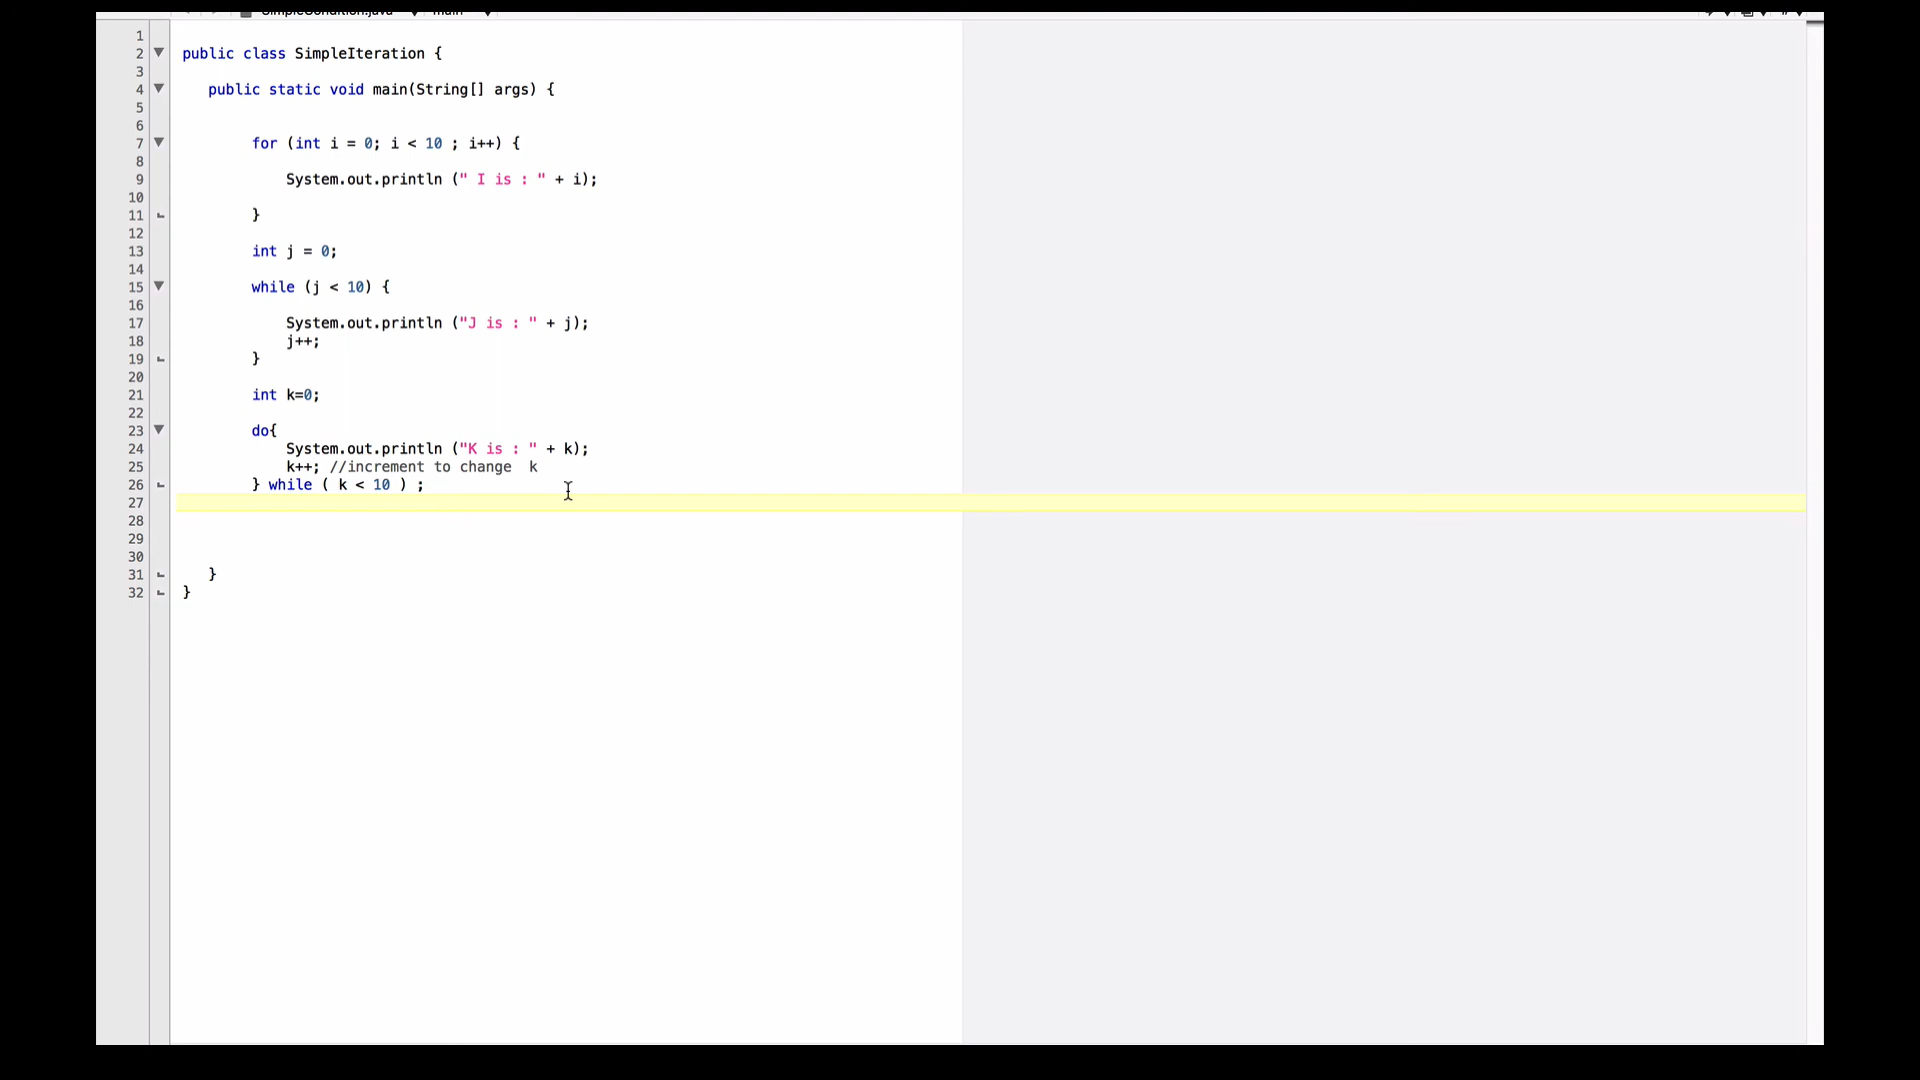 SimpleCondition.java main
1
2 public class SimpleIteration {
3
4 public static void main(String[] args) {
5
6
7 for (int i = 0; i < 10 ; i++) {
8
9 System.out.println (" I is : " + i);
10
11 }
12
13 int j = 0;
14
15 while (j < 10) {
16
17 System.out.println ("J is : " + j);
18 j++;
19 }
20
21 int k=0;
22
23 do{
24 System.out.println ("K is : " + k);
25 k++; //increment to change  k
26 } while ( k < 10 ) ;
27
28
29
30
31 }
32 }